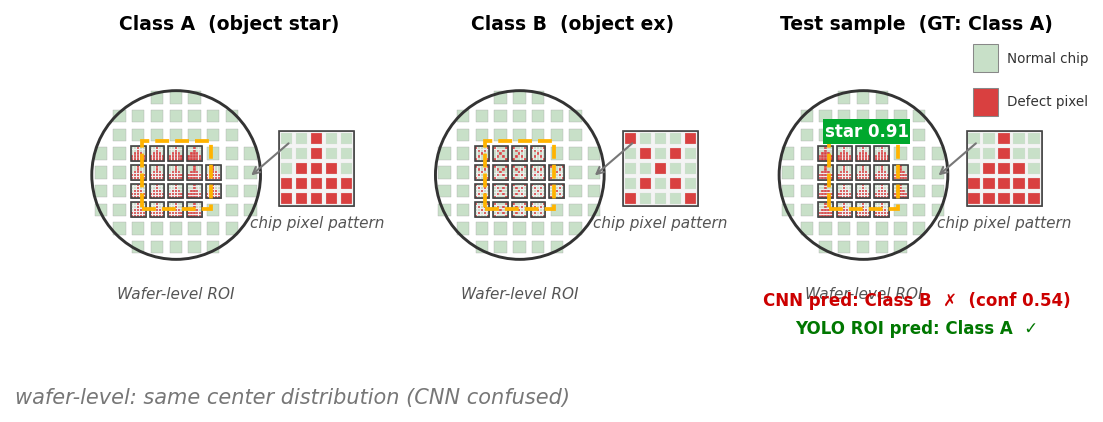 Class A  (object star)
Class B  (object ex)
Test sample  (GT: Class A)
Normal chip
Defect pixel
star 0.91
chip pixel pattern
chip pixel pattern
chip pixel pattern
Wafer-level ROI
Wafer-level ROI
Wafer-level ROI
CNN pred: Class B ✗ (conf 0.54)
YOLO ROI pred: Class A ✓
wafer-level: same center distribution (CNN confused)